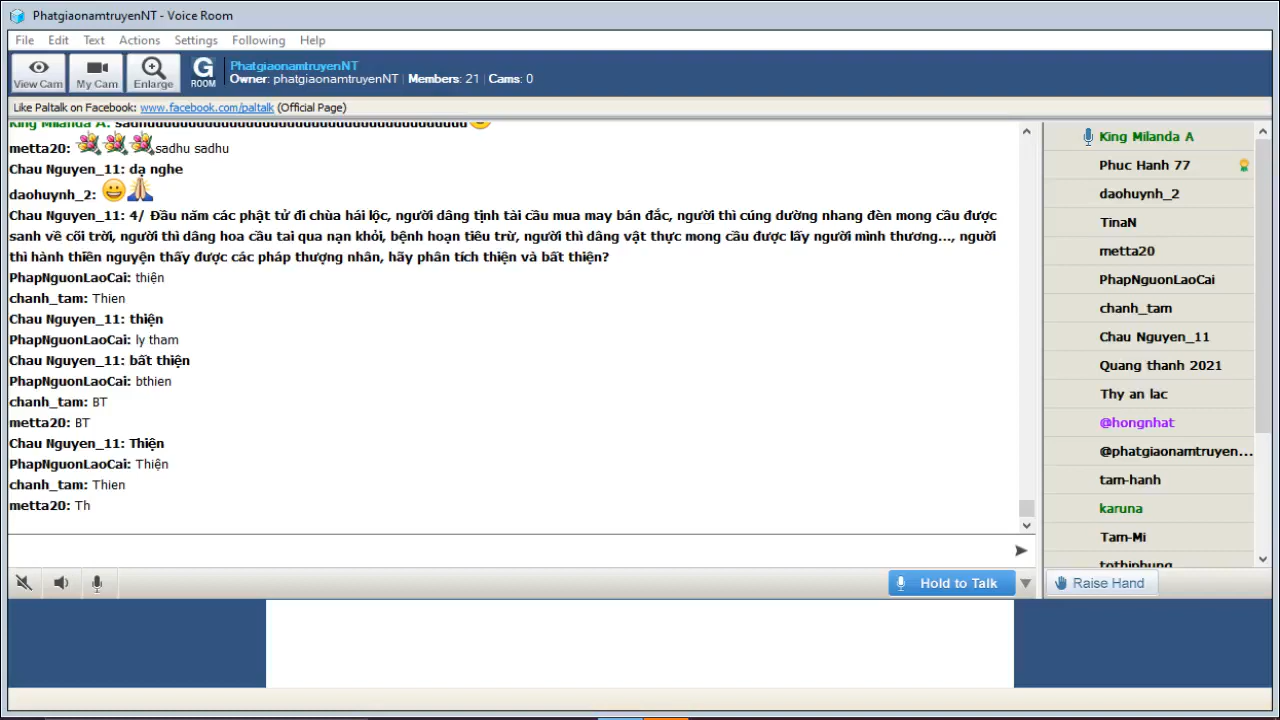 PhatgiaonamtruyenNT - Voice Room
File Edit Text Actions Settings Following Help
View Cam
My Cam
Enlarge
G
ROOM
PhatgiaonamtruyenNT
Owner: phatgiaonamtruyenNT | Members: 21 | Cams: 0
Like Paltalk on Facebook: www.facebook.com/paltalk (Official Page)
King Milanda A:
metta20: sadhu sadhu
Chau Nguyen_11: dạ nghe
daohuynh_2:
Chau Nguyen_11: 4/ Đầu năm các phật tử đi chùa hái lộc, người dâng tịnh tài cầu mua may bán đắc, người thì cúng dường nhang đèn mong cầu được
sanh về cõi trời, người thì dâng hoa cầu tai qua nạn khỏi, bệnh hoạn tiêu trừ, người thì dâng vật thực mong cầu được lấy người mình thương..., người
thì hành thiền nguyện thấy được các pháp thượng nhân, hãy phân tích thiện và bất thiện?
PhapNguonLaoCai: thiện
chanh_tam: Thien
Chau Nguyen_11: thiện
PhapNguonLaoCai: ly tham
Chau Nguyen_11: bất thiện
PhapNguonLaoCai: bthien
chanh_tam: BT
metta20: BT
Chau Nguyen_11: Thiện
PhapNguonLaoCai: Thiện
chanh_tam: Thien
metta20: Th
King Milanda A
Phuc Hanh 77
daohuynh_2
TinaN
metta20
PhapNguonLaoCai
chanh_tam
Chau Nguyen_11
Quang thanh 2021
Thy an lac
@hongnhat
@phatgiaonamtruyen...
tam-hanh
karuna
Tam-Mi
tothiphung
Hold to Talk
Raise Hand